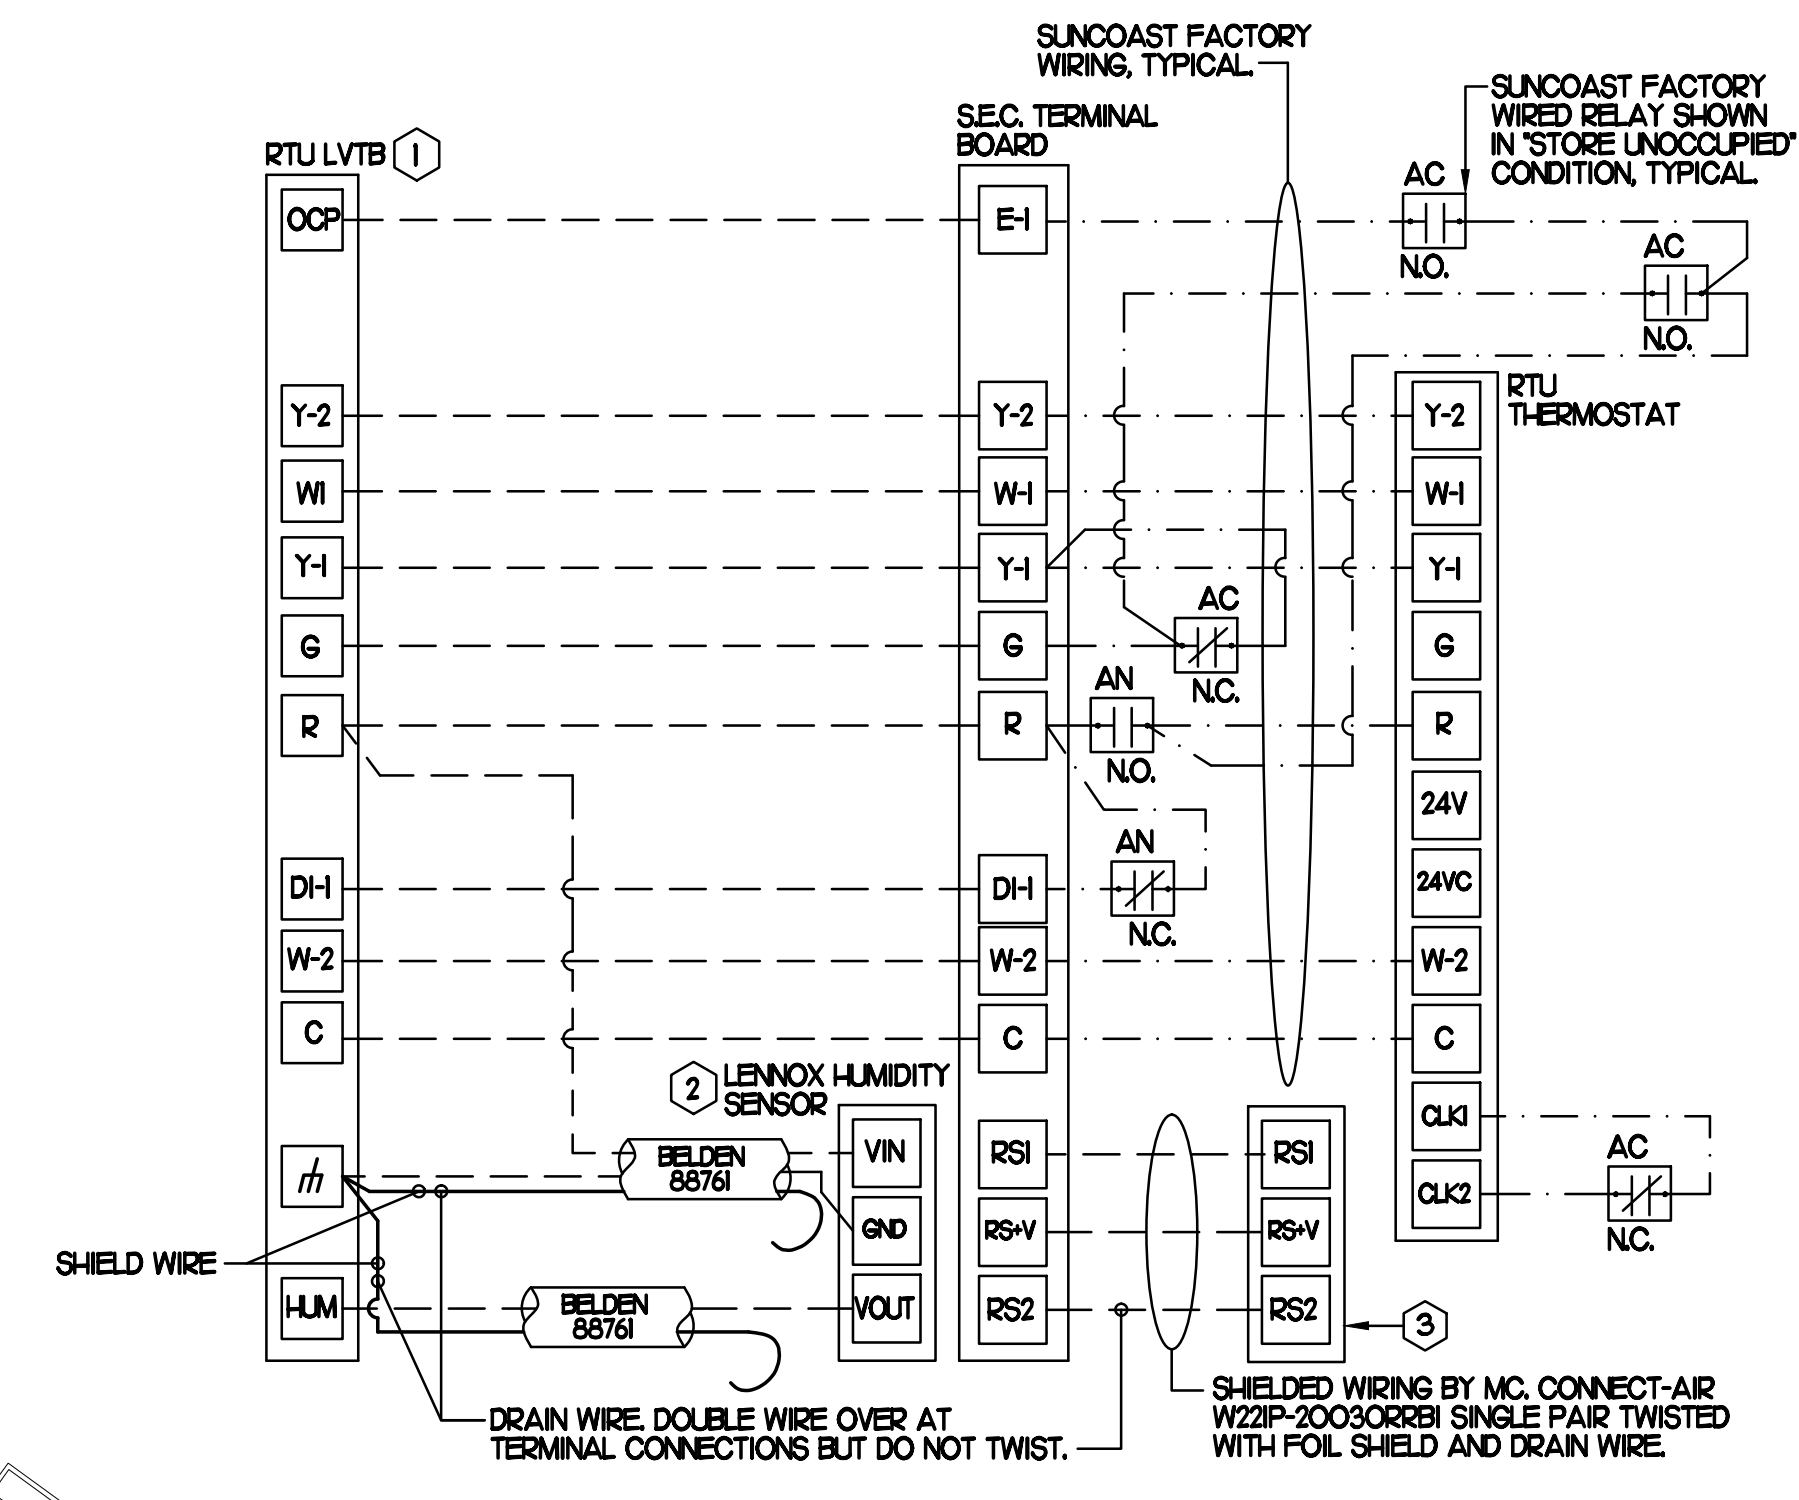 SUNCOAST FACTORY
WIRING, TYPICAL.
SUNCOAST FACTORY
WIRED RELAY SHOWN
IN "STORE UNOCCUPIED"
CONDITION, TYPICAL.
S.E.C. TERMINAL
BOARD
RTU LVTB
1
AC
N.O.
AC
N.O.
RTU
THERMOSTAT
OCP
Y-2
W1
Y-1
G
R
DI-1
W-2
C
HUM
E-1
Y-2
W-1
Y-1
G
R
DI-1
W-2
C
RS1
RS+V
RS2
AC
N.C.
AN
N.O.
AN
N.C.
Y-2
W-1
Y-1
G
R
24V
24VC
W-2
C
CLK1
CLK2
AC
N.C.
2
LENNOX HUMIDITY
SENSOR
VIN
GND
VOUT
BELDEN
88761
BELDEN
88761
SHIELD WIRE
RS1
RS+V
RS2
3
DRAIN WIRE. DOUBLE WIRE OVER AT
TERMINAL CONNECTIONS BUT DO NOT TWIST.
SHIELDED WIRING BY MC. CONNECT-AIR
W221P-2003ORRB1 SINGLE PAIR TWISTED
WITH FOIL SHIELD AND DRAIN WIRE.